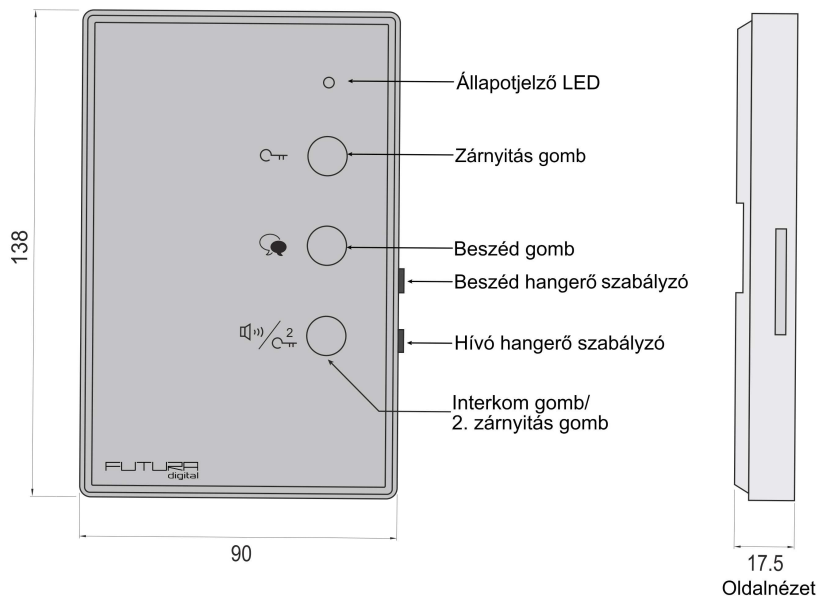 Állapotjelző LED
Zárnyitás gomb
Beszéd gomb
Beszéd hangerő szabályzó
2
Hívó hangerő szabályzó
Interkom gomb/
2. zárnyitás gomb
138
FUTURA
digital
90
17.5
Oldalnézet